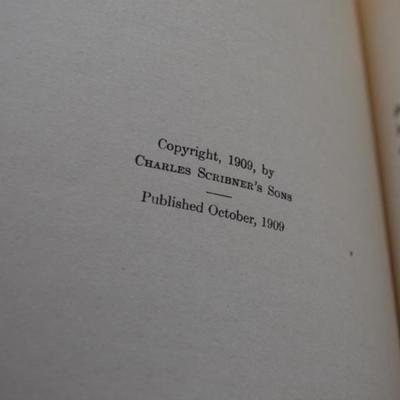 Copyright, 1909, by
CHARLES SCRIBNER'S SONS
Published October, 1909